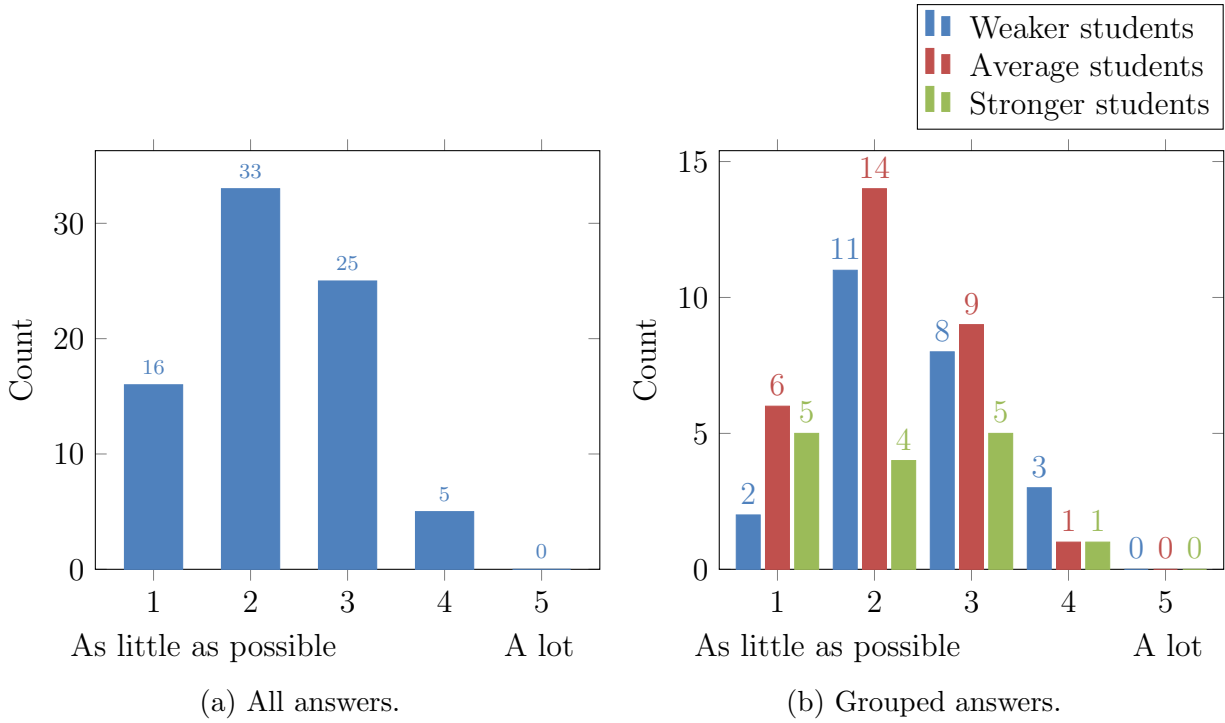 Weaker students
Average students
Stronger students
33
25
16
5
0
30
20
10
0
Count
1 2 3 4 5
As little as possible A lot
(a) All answers.
15
10
5
0
Count
14
11
9
8
6
5
5
4
3
2
1
1
0 0 0
1 2 3 4 5
As little as possible A lot
(b) Grouped answers.